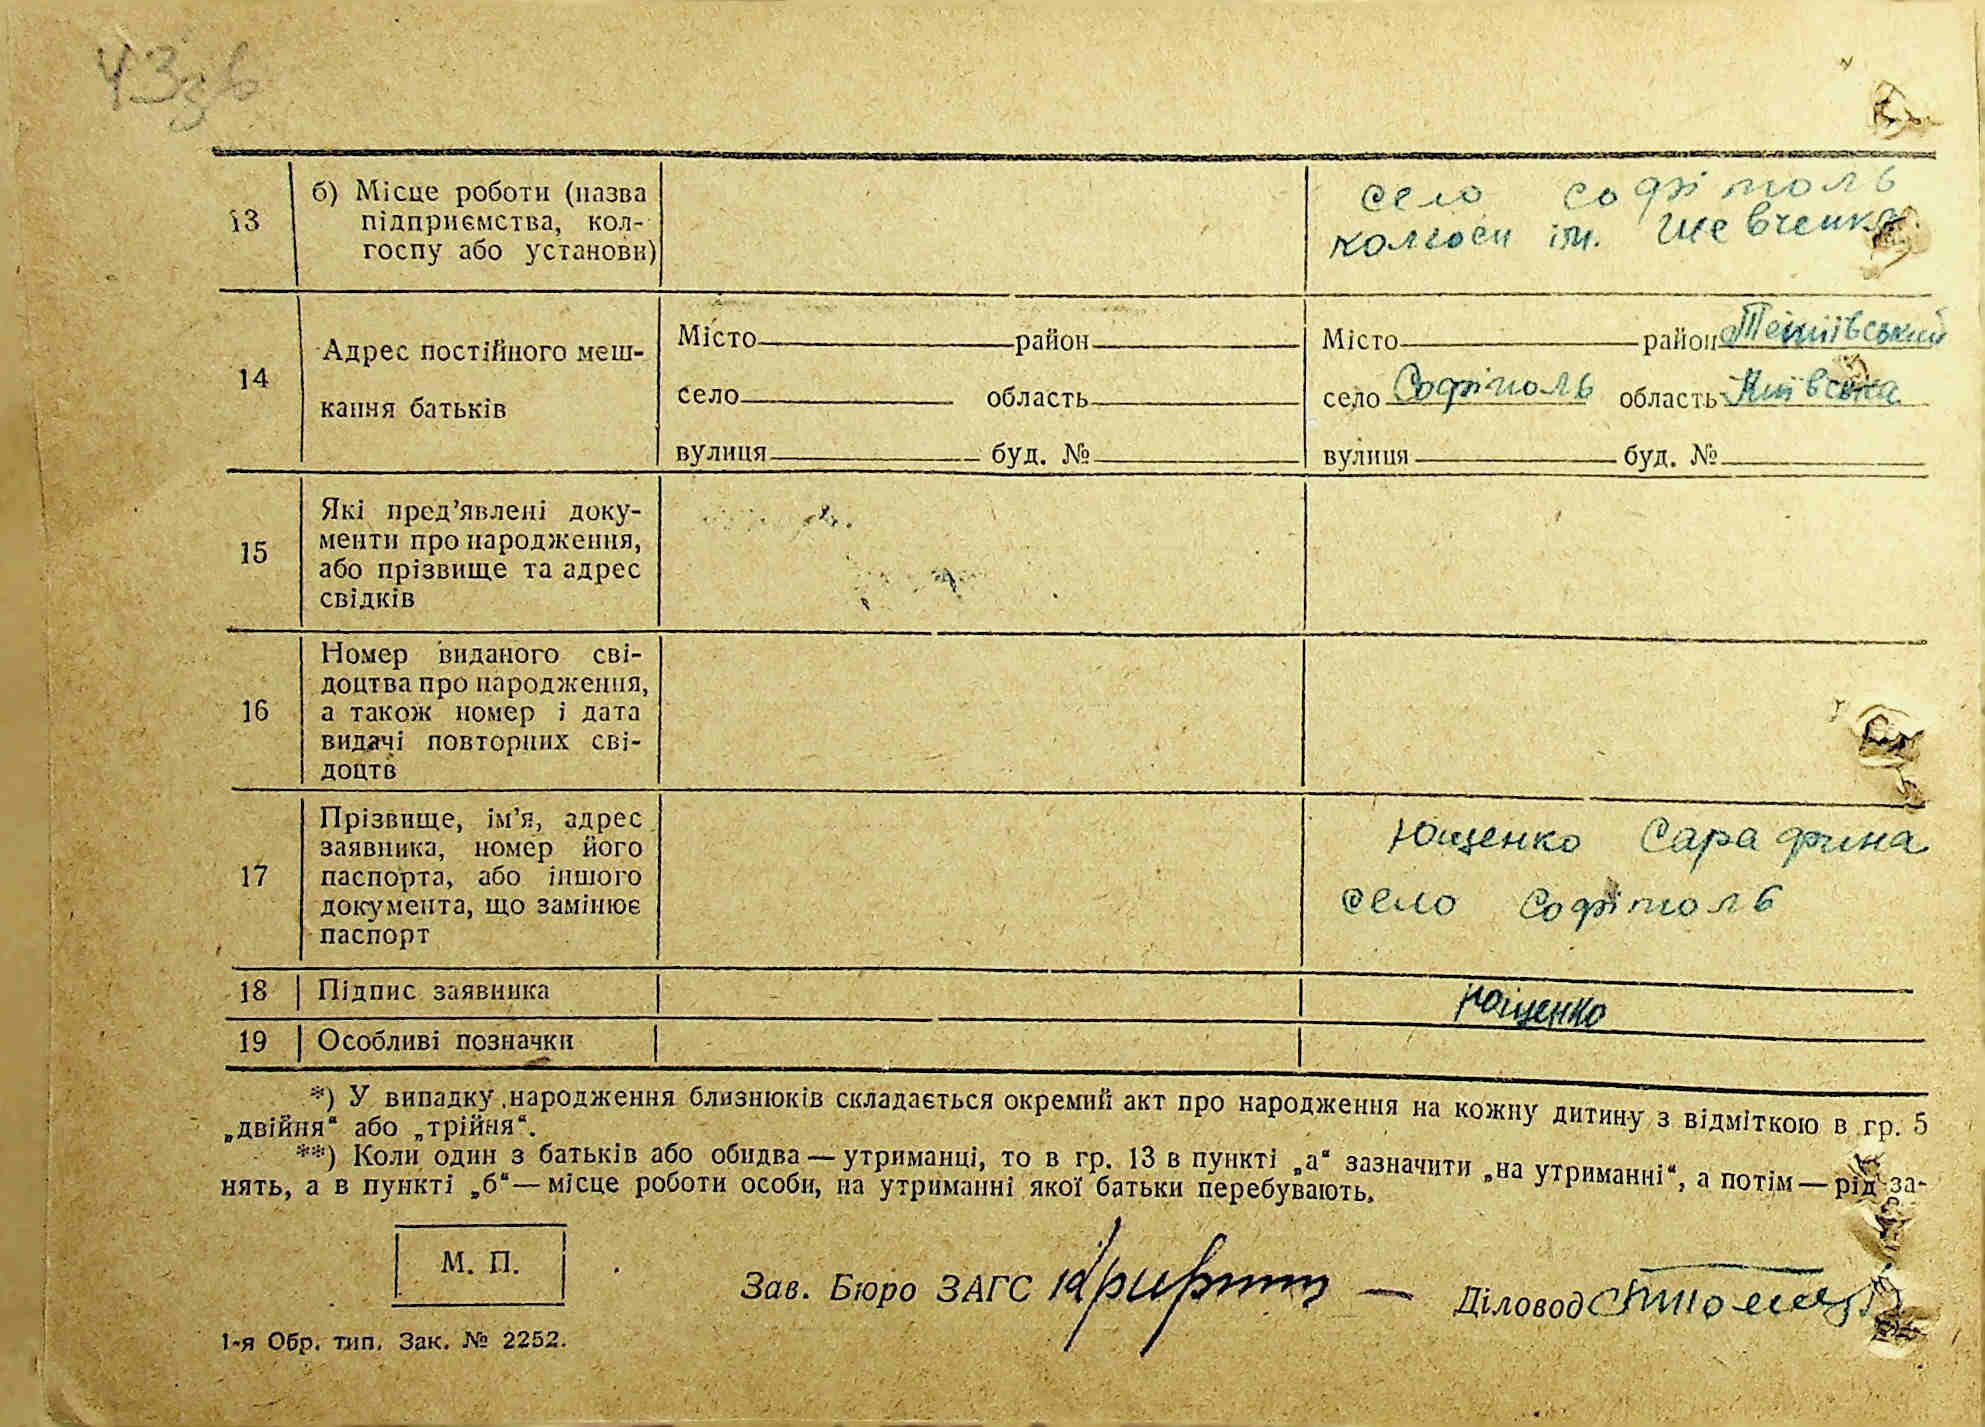 43зв
13 б) Місце роботи (назва підприємства, кол-
госпу або установи)
село Софіполь
колгосп ім. Шевченка
14 Адрес постійного меш-
кання батьків
Місто район
село область
вулиця буд. №
Місто район Тетіївський
село Софіполь область Київська
вулиця буд. №
15 Які пред’явлені доку-
менти про народження,
або прізвище та адрес
свідків
16 Номер виданого сві-
доцтва про народження,
а також номер і дата
видачі повторних сві-
доцтв
17 Прізвище, ім’я, адрес
заявника, номер його
паспорта, або іншого
документа, що замінює
паспорт
Ющенко Сарафина
село Софіполь
18 Підпис заявника Ющенко
19 Особливі позначки
*) У випадку народження близнюків складається окремий акт про народження на кожну дитину з відміткою в гр. 5
„двійня“ або „трійня“.
**) Коли один з батьків або обидва — утриманці, то в гр. 13 в пункті „а“ зазначити „на утриманні“, а потім — рід за-
нять, а в пункті „б“ — місце роботи особи, на утриманні якої батьки перебувають.
М. П.
Зав. Бюро ЗАГС
Діловод
1-я Обр. тип. Зак. № 2252.